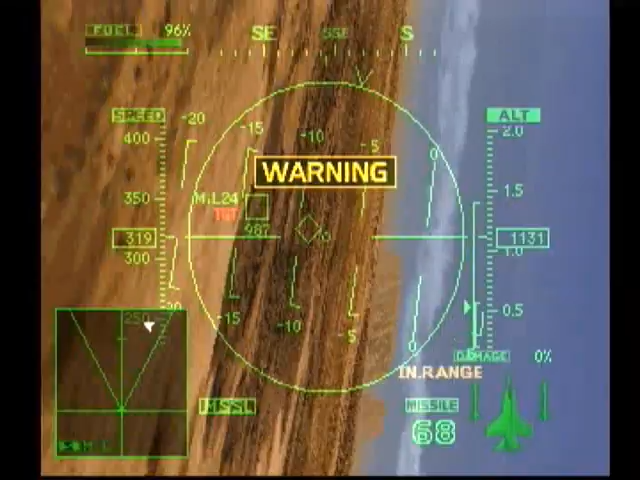 FUEL 96%
SE SSE S
SPEED ALT
-20 -15 -10 -5 0
400 2.0
WARNING
350 MiL24 1.5
TGT
987
319 1131
300 1.0
250 -20 -15 -10 -5 0 0.5
DAMAGE 0%
IN.RANGE
MSSL MISSILE
68